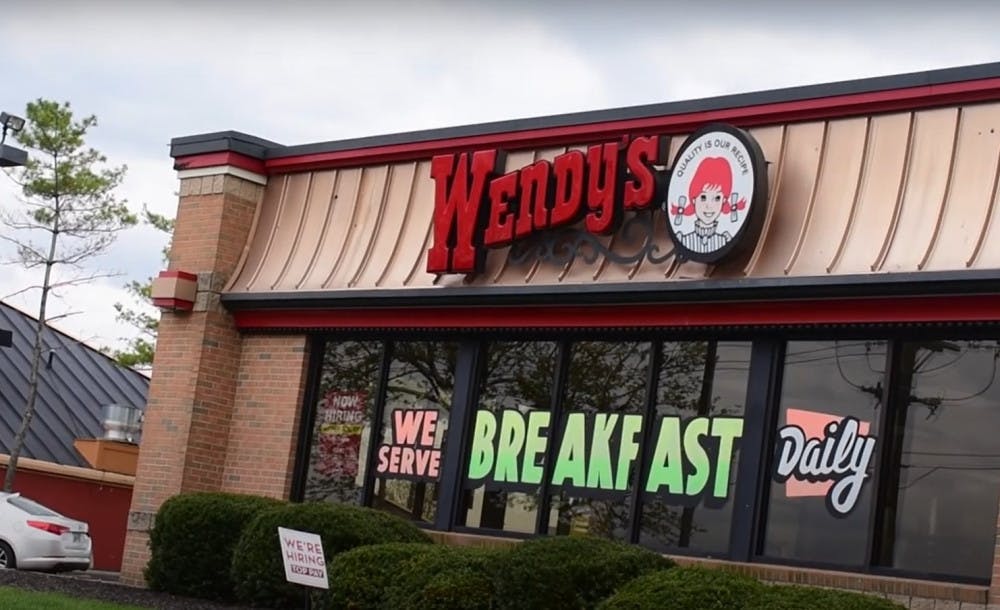 WENDY'S
QUALITY IS OUR RECIPE
NOW
HIRING
WE
SERVE
BREAKFAST
Daily
WE'RE
HIRING
TOP PAY